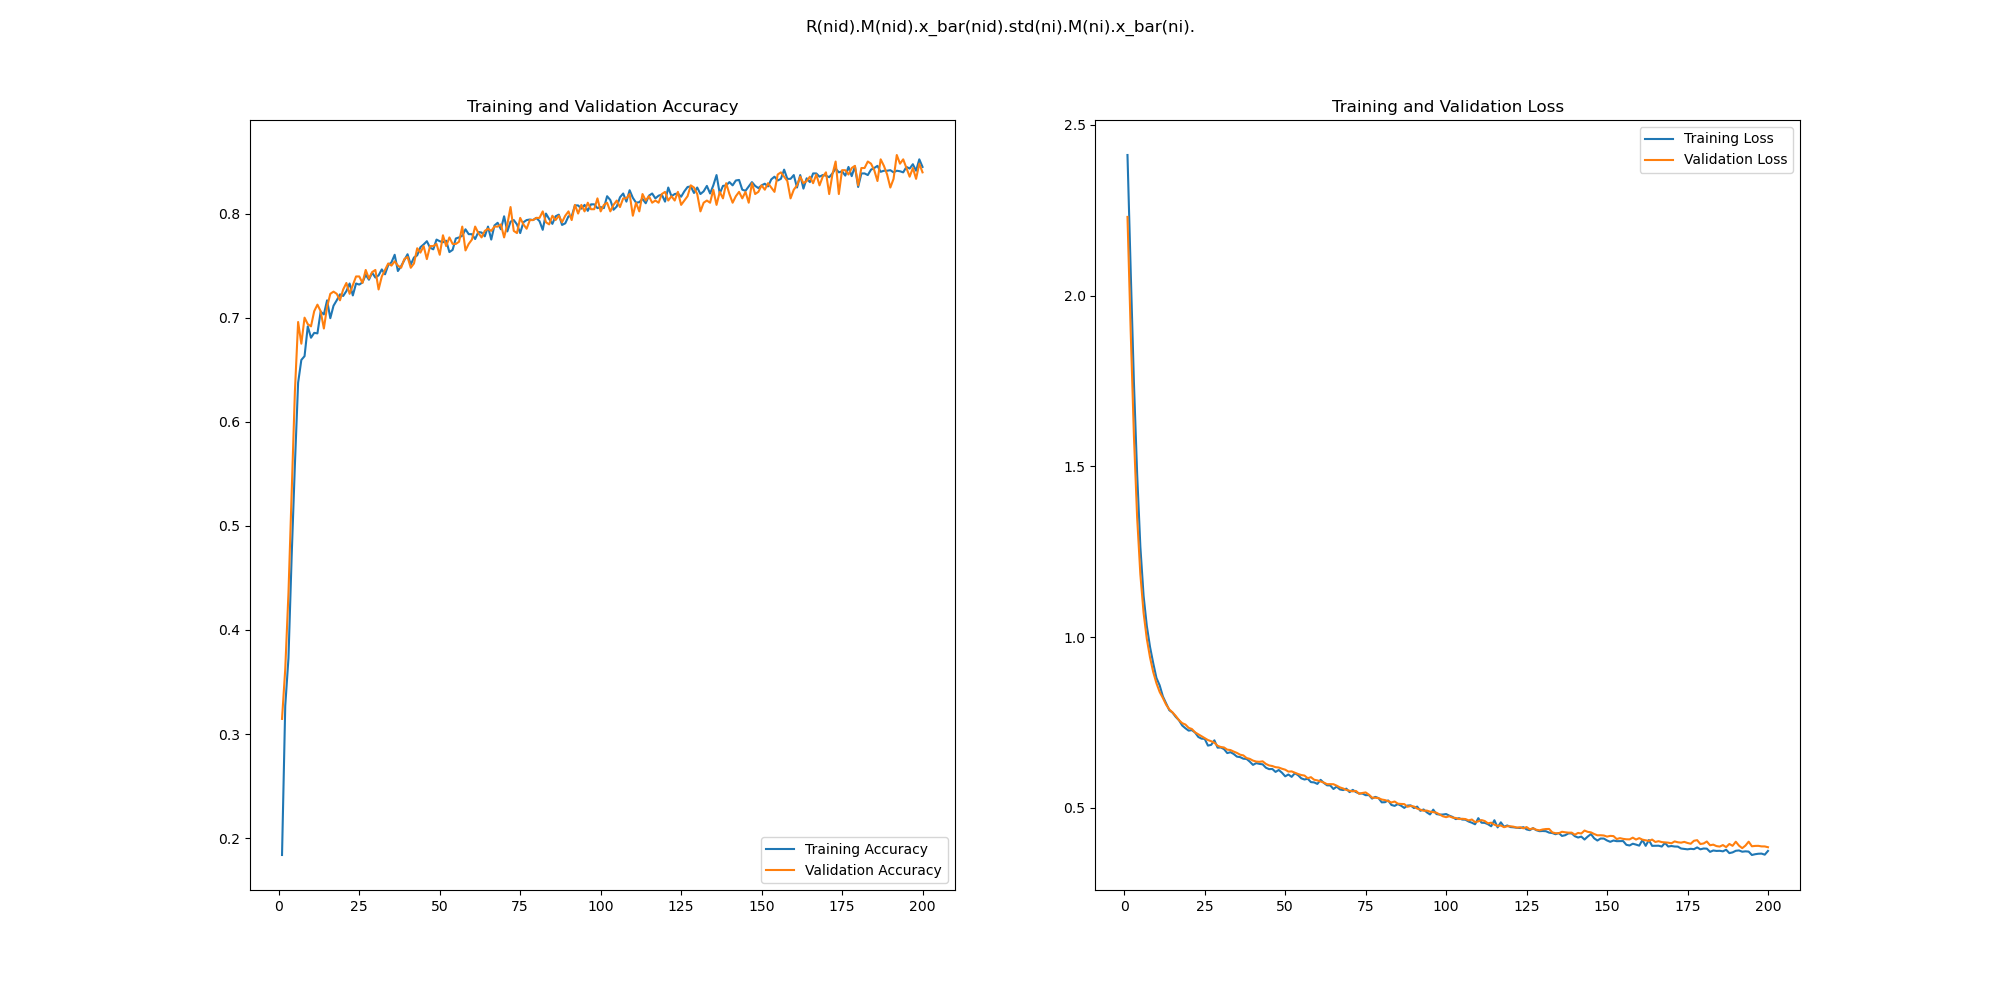 R(nid).M(nid).x_bar(nid).std(ni).M(ni).x_bar(ni).
Training and Validation Accuracy
0.8
0.7
0.6
0.5
0.4
0.3
0.2
0 25 50 75 100 125 150 175 200
Training Accuracy
Validation Accuracy
Training and Validation Loss
2.5
2.0
1.5
1.0
0.5
0 25 50 75 100 125 150 175 200
Training Loss
Validation Loss